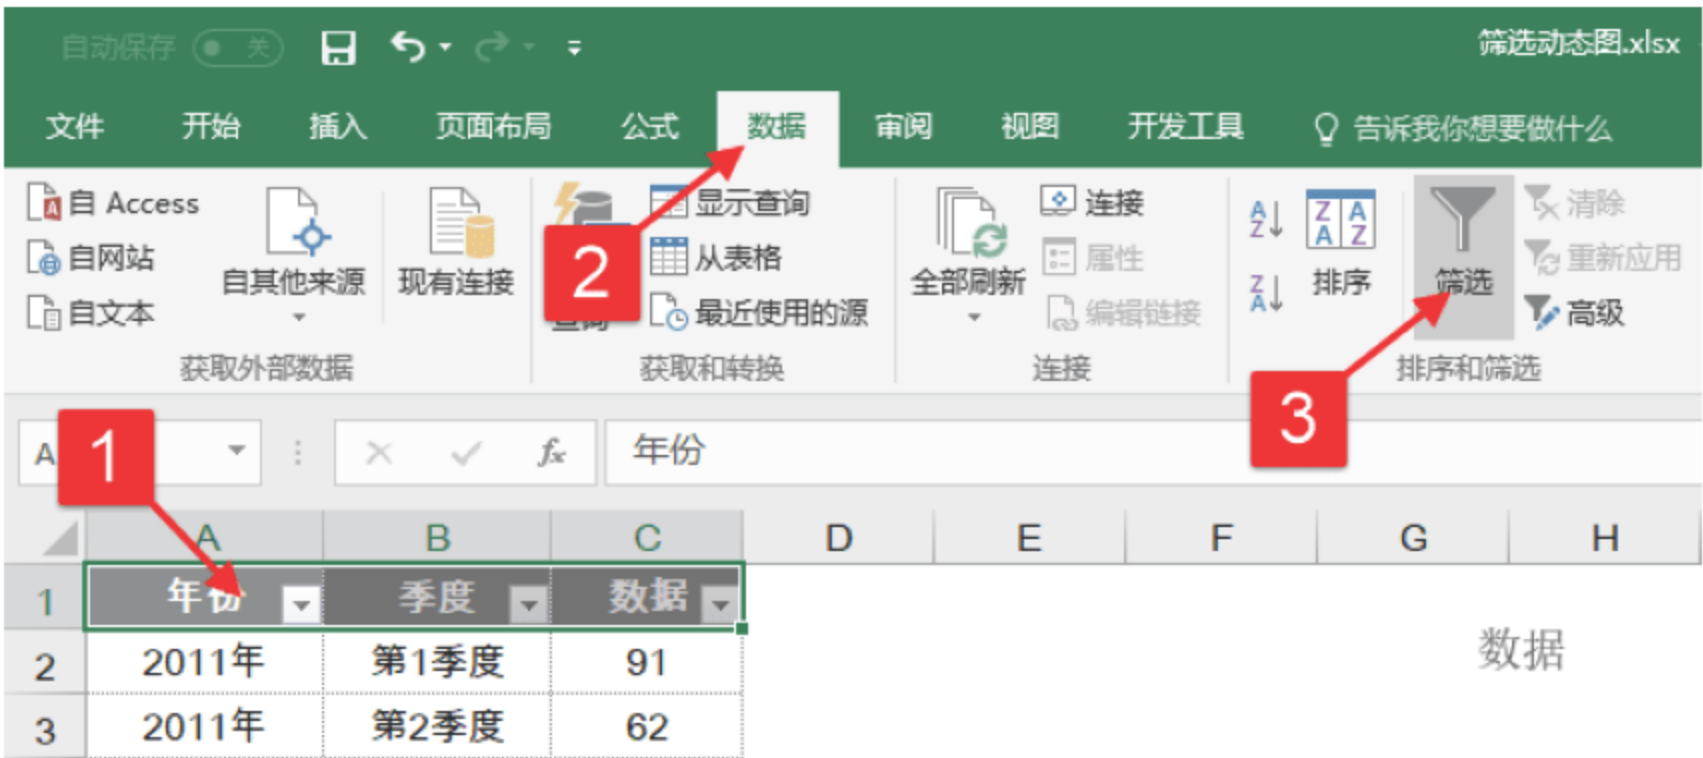 自动保存 关 筛选动态图.xlsx
文件 开始 插入 页面布局 公式 数据 审阅 视图 开发工具 告诉我你想要做什么
自 Access
自网站
自文本
自其他来源
现有连接
获取外部数据
查询
显示查询
从表格
最近使用的源
获取和转换
全部刷新
连接
属性
编辑链接
连接
排序
筛选
清除
重新应用
高级
排序和筛选
1
2
3
A 年份
A B C D E F G H
1 年份 季度 数据
2 2011年 第1季度 91
数据
3 2011年 第2季度 62